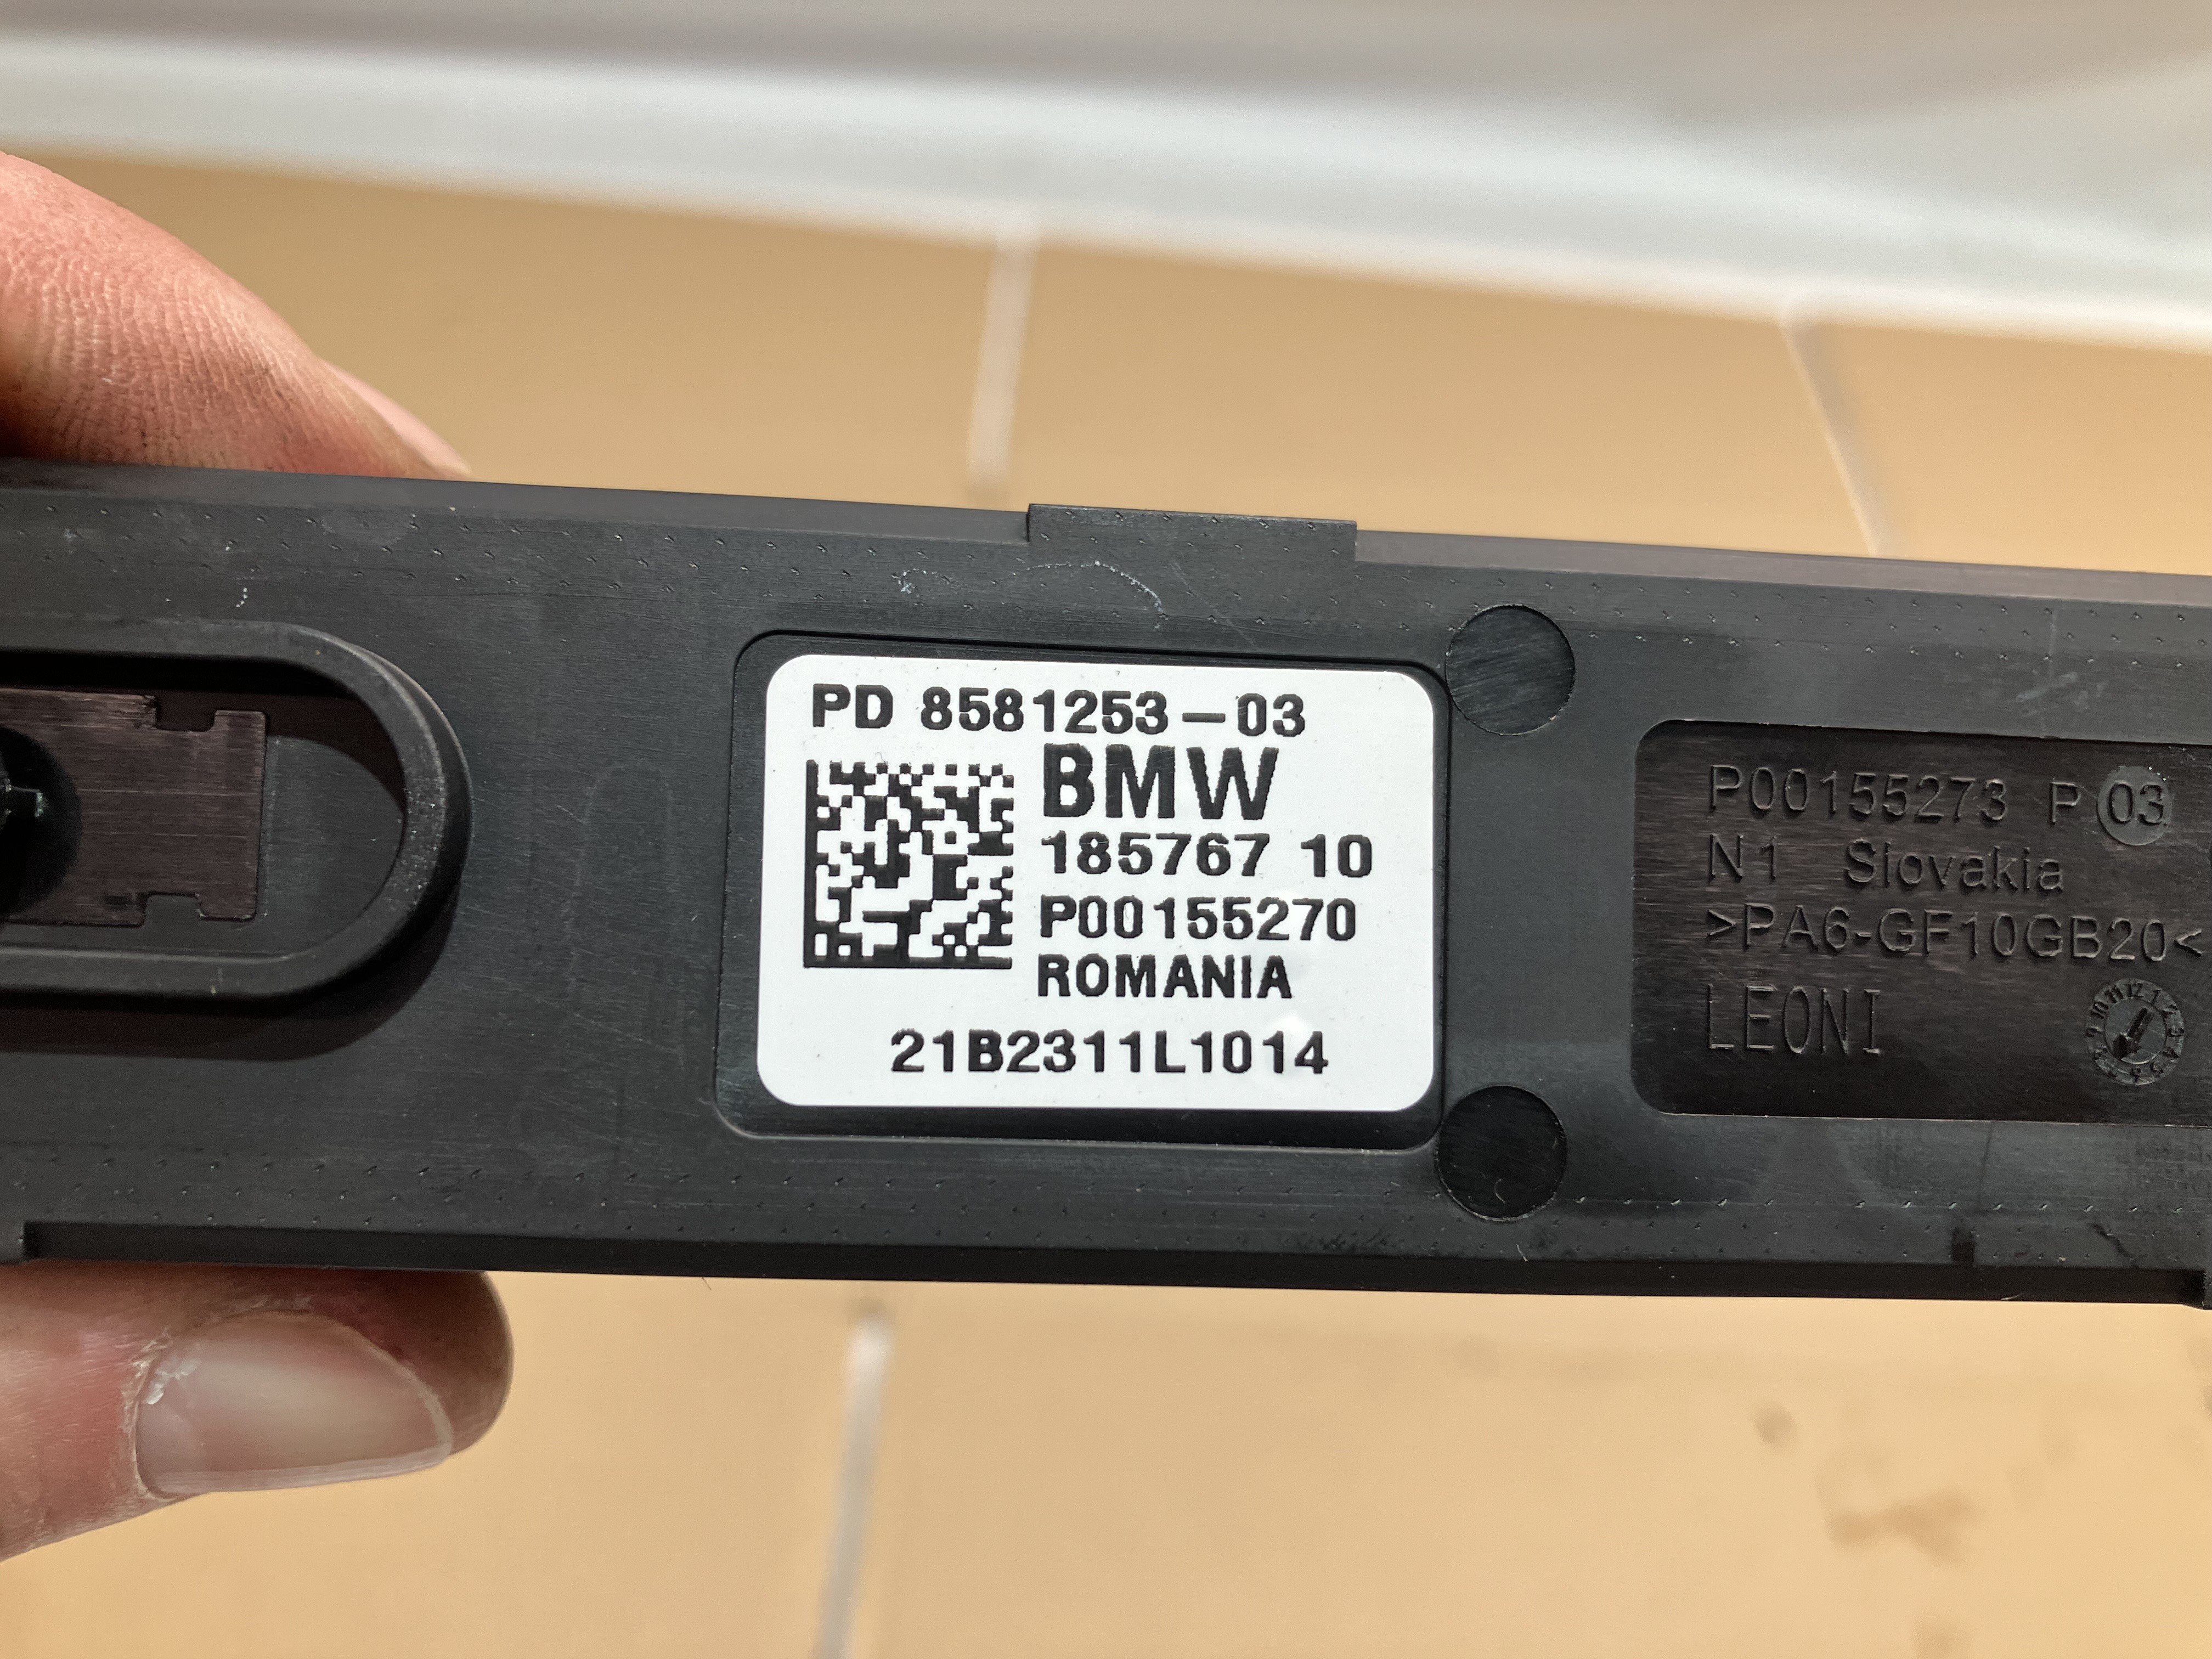 PD 8581253-03
BMW
185767 10
P00155270
ROMANIA
21B2311L1014
P00155273 P 03
N1 Slovakia
>PA6-GF10GB20<
LEONI